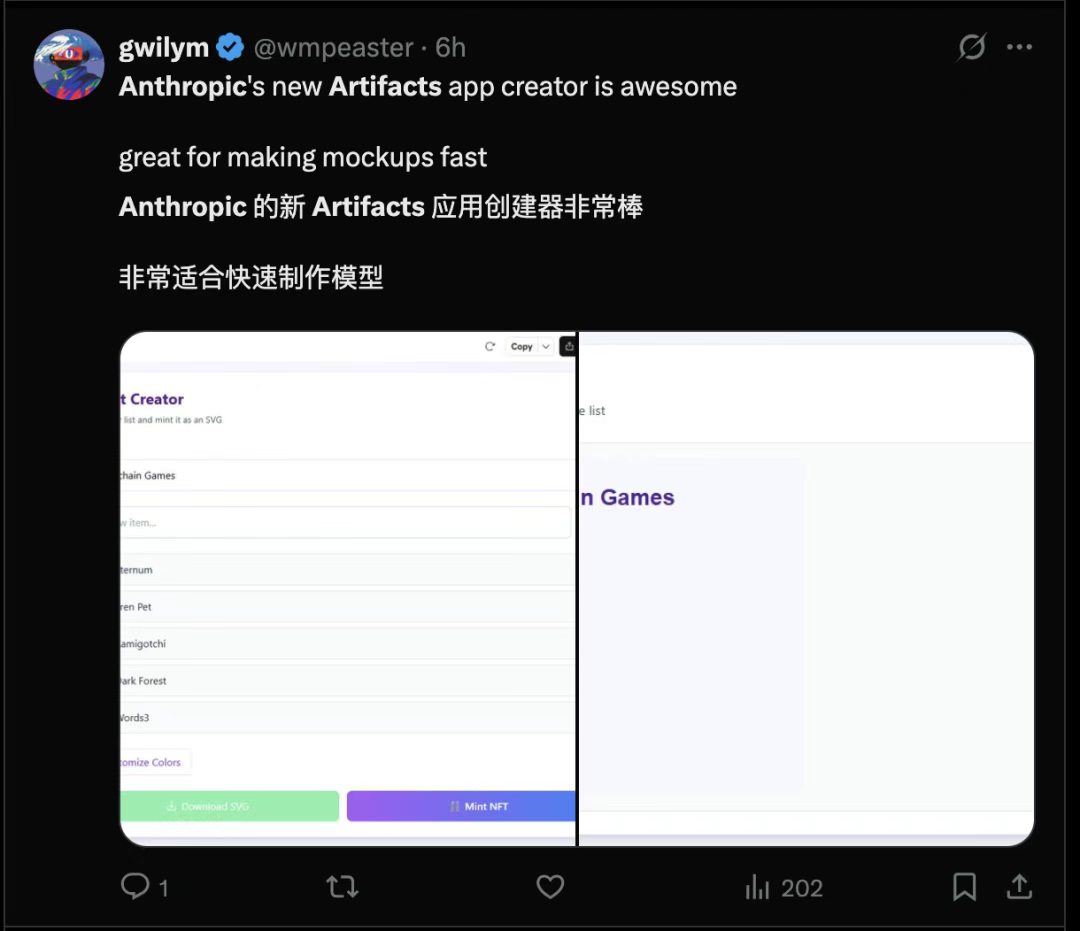 gwilym @wmpeaster · 6h
Anthropic's new Artifacts app creator is awesome
great for making mockups fast
Anthropic 的新 Artifacts 应用创建器非常棒
非常适合快速制作模型
Copy
t Creator
list and mint it as an SVG
chain Games
w item...
ternum
ren Pet
amigotchi
Dark Forest
Words3
tomize Colors
Download SVG
Mint NFT
e list
n Games
1
202